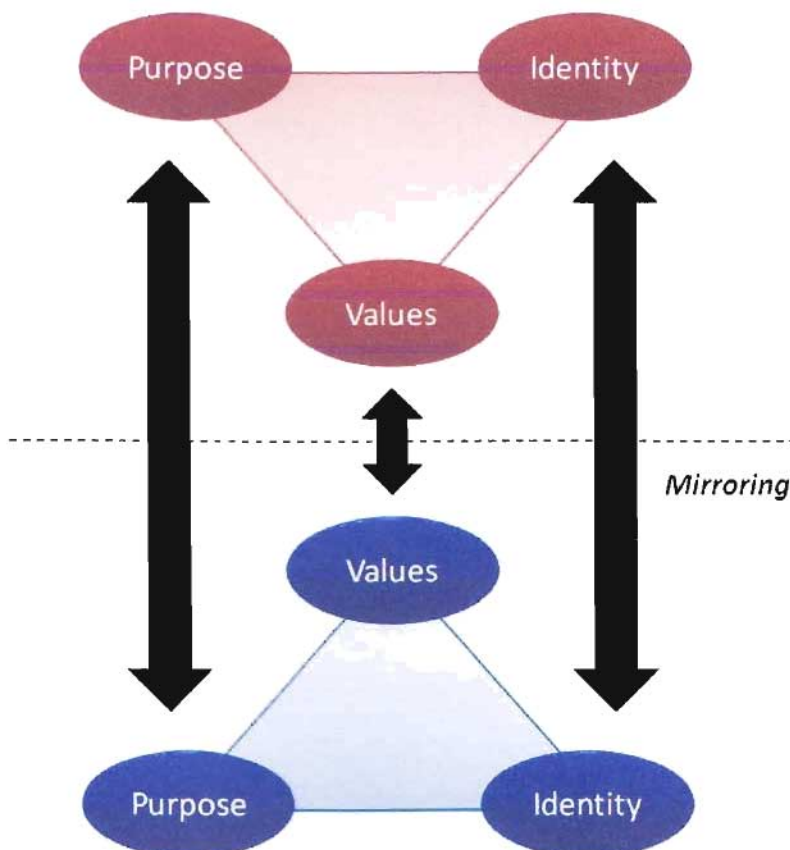 Purpose
Identity
Values
Mirroring
Values
Purpose
Identity